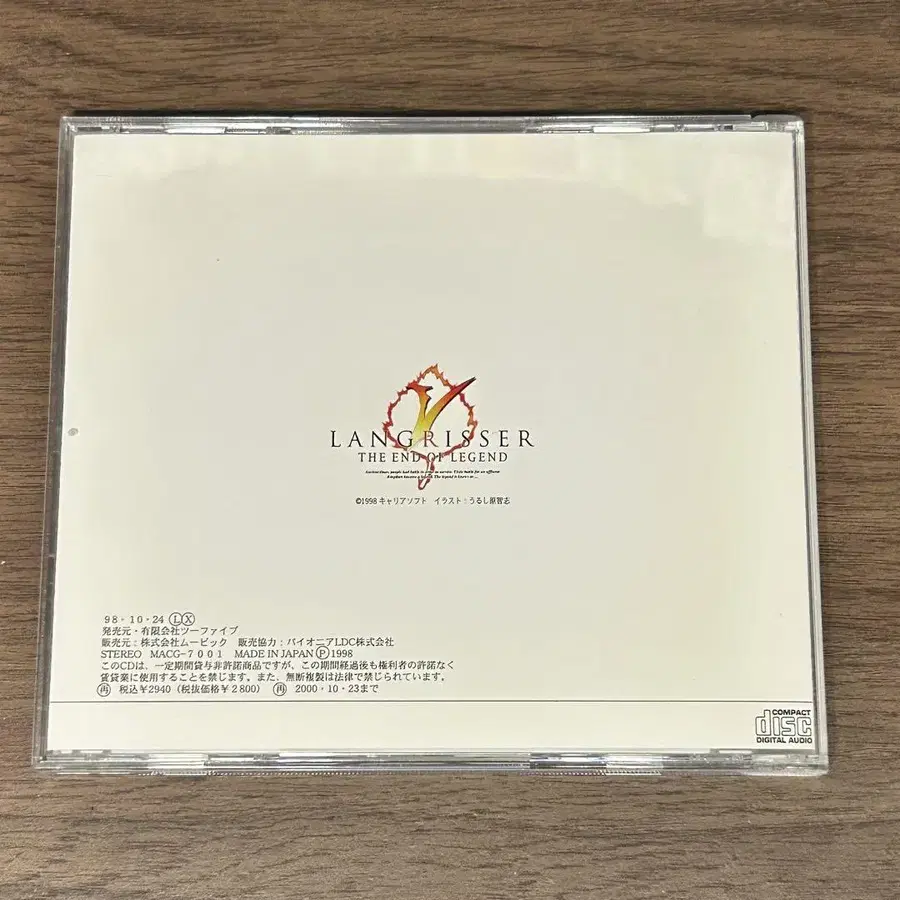 V
LANGRISSER
THE END OF LEGEND
©1998 キャリアソフト イラスト:うるし原智志
98・10・24 Ⓛ Ⓧ
発売元・有限会社ツーファイブ
販売元:株式会社ムービック 販売協力:パイオニアLDC株式会社
STEREO MACG-7001 MADE IN JAPAN Ⓟ1998
このCDは、一定期間貸与非許諾商品ですが、この期間経過後も権利者の許諾なく
賃貸業に使用することを禁じます。また、無断複製は法律で禁じられています。
㊢ 税込¥2940(税抜価格¥2800) 再 2000・10・23まで
COMPACT
disc
DIGITAL AUDIO